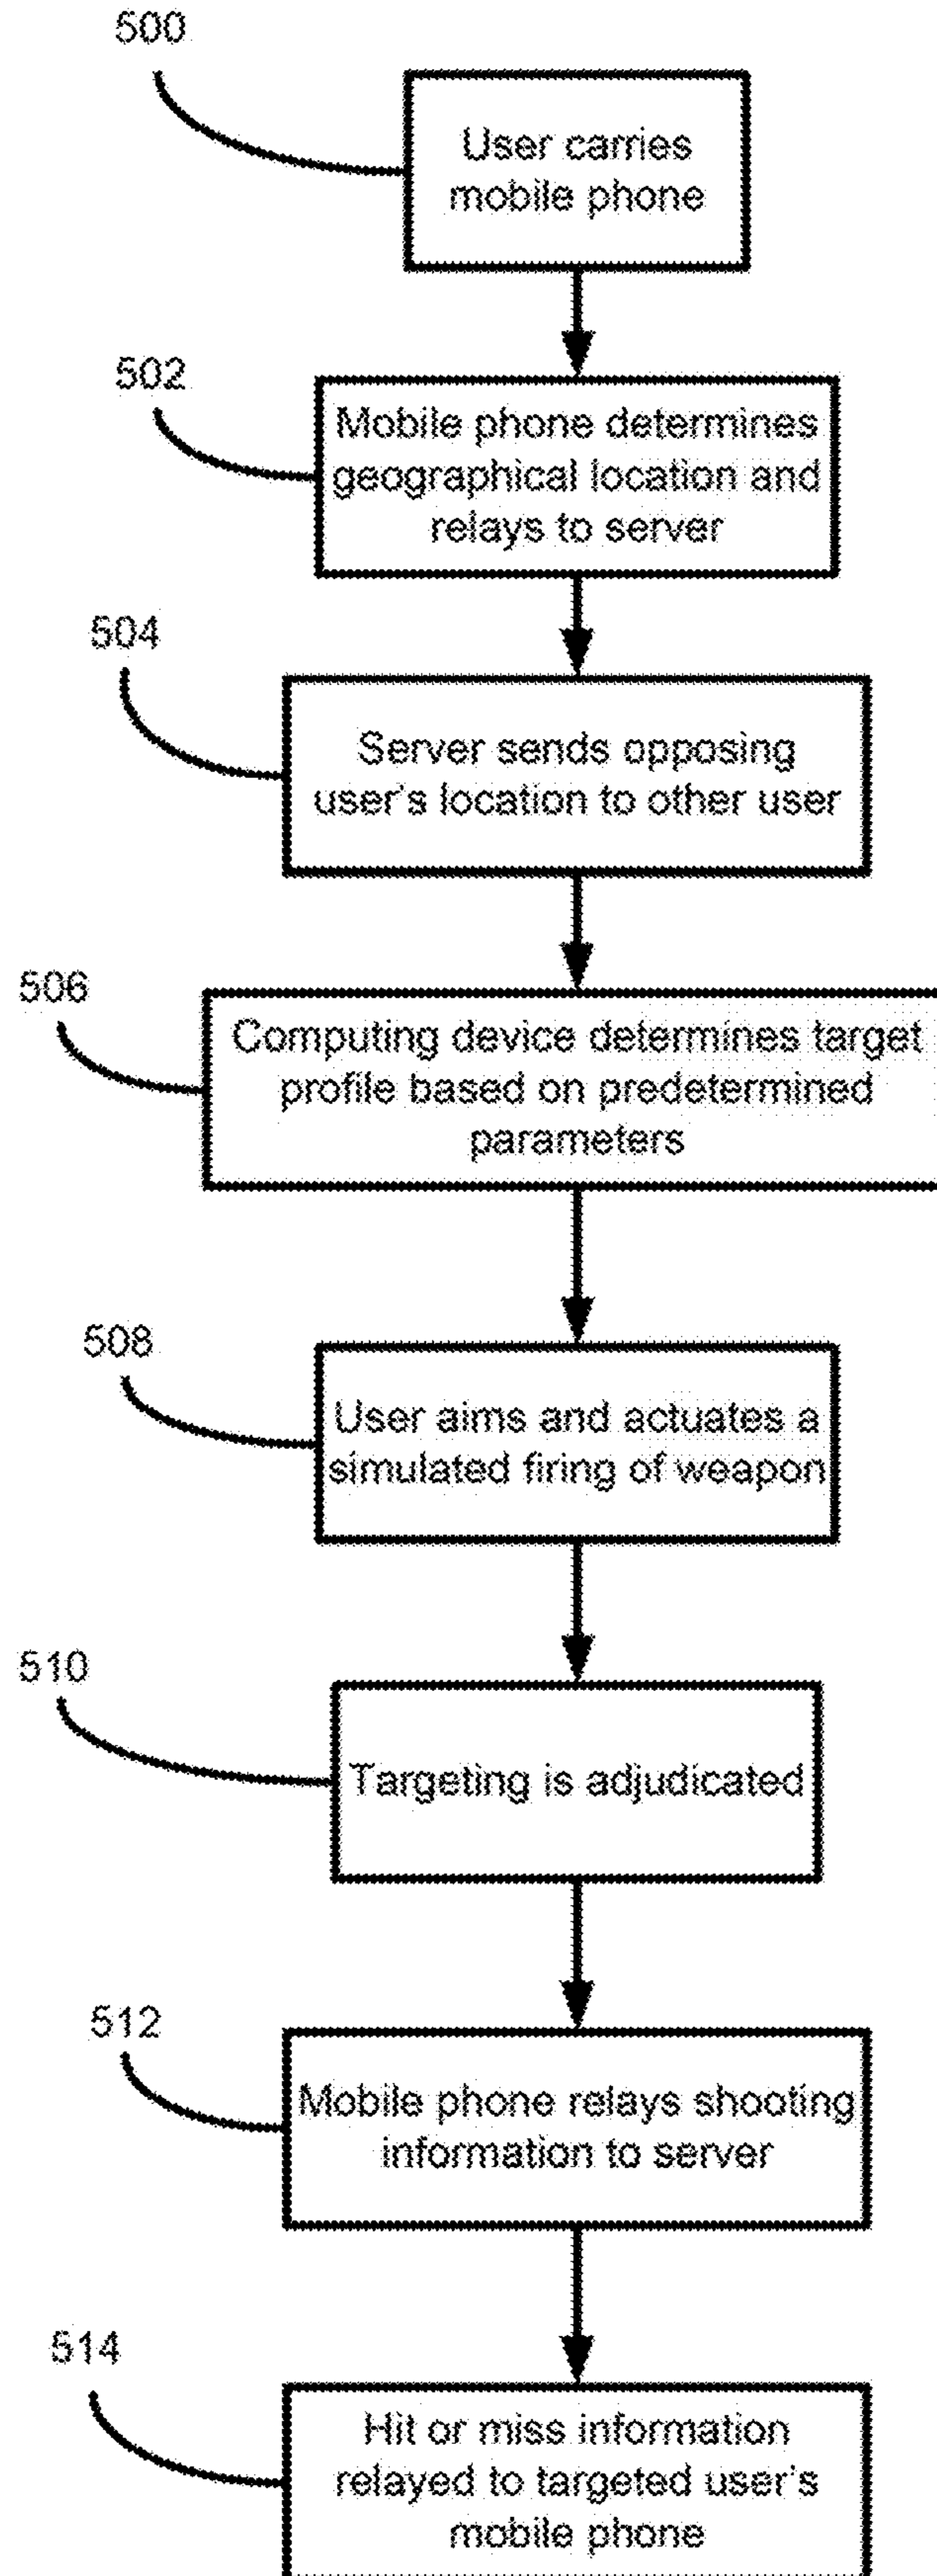 500
User carries
mobile phone
502
Mobile phone determines
geographical location and
relays to server
504
Server sends opposing
user's location to other user
506
Computing device determines target
profile based on predetermined
parameters
508
User aims and actuates a
simulated firing of weapon
510
Targeting is adjudicated
512
Mobile phone relays shooting
information to server
514
Hit or miss information
relayed to targeted user's
mobile phone